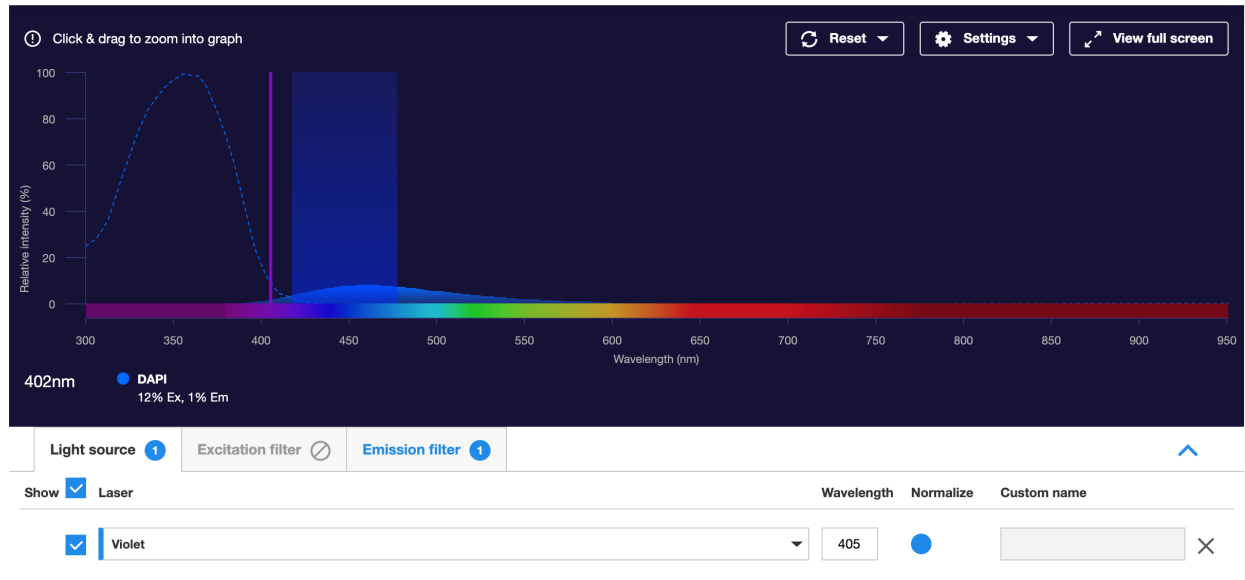 Click & drag to zoom into graph
Reset
Settings
View full screen
100
80
60
40
20
0
Relative intensity (%)
300 350 400 450 500 550 600 650 700 750 800 850 900 950
Wavelength (nm)
402nm
DAPI
12% Ex, 1% Em
Light source 1
Excitation filter
Emission filter 1
Show Laser Wavelength Normalize Custom name
Violet 405